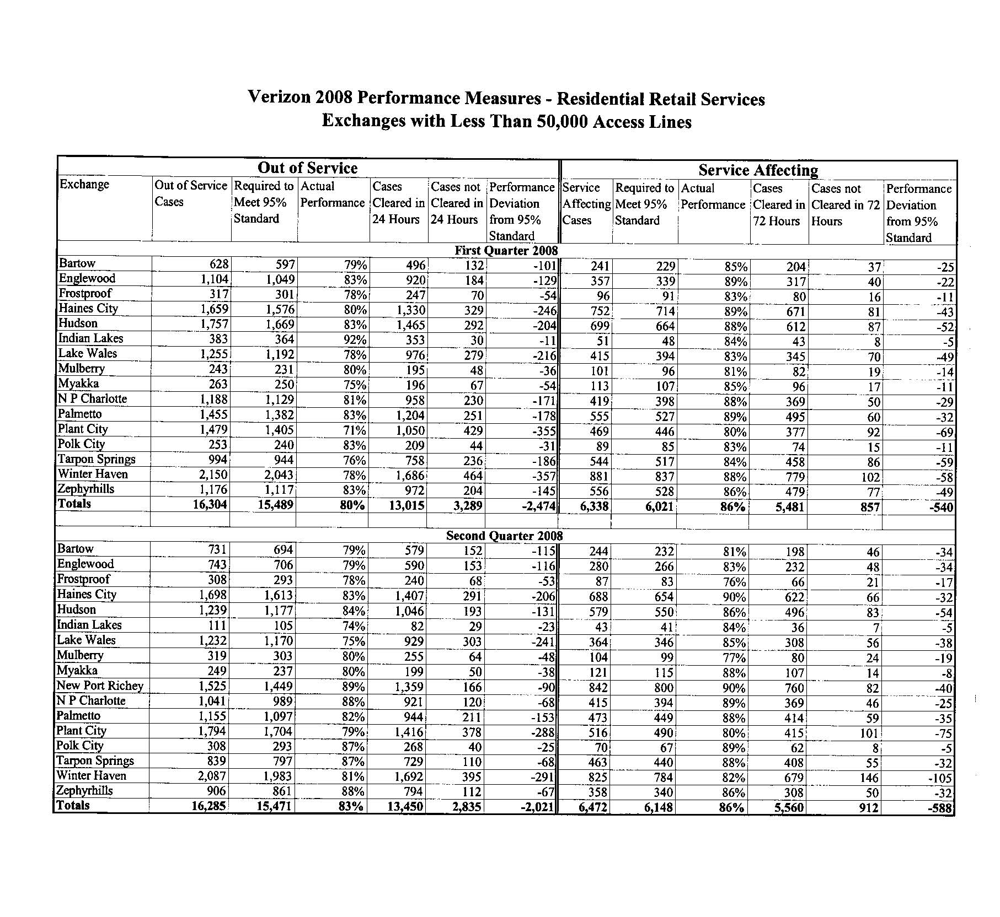 Verizon 2008 Performance Measures - Residential Retail Services
Exchanges with Less Than 50,000 Access Lines
Out of Service Service Affecting
Exchange Out of Service Cases Required to Meet 95% Standard Actual Performance Cases Cleared in 24 Hours Cases not Cleared in 24 Hours Performance Deviation from 95% Standard Service Affecting Cases Required to Meet 95% Standard Actual Performance Cases Cleared in 72 Hours Cases not Cleared in 72 Hours Performance Deviation from 95% Standard
First Quarter 2008
Bartow 628 597 79% 496 132 -101 241 229 85% 204 37 -25
Englewood 1,104 1,049 83% 920 184 -129 357 339 89% 317 40 -22
Frostproof 317 301 78% 247 70 -54 96 91 83% 80 16 -11
Haines City 1,659 1,576 80% 1,330 329 -246 752 714 89% 671 81 -43
Hudson 1,757 1,669 83% 1,465 292 -204 699 664 88% 612 87 -52
Indian Lakes 383 364 92% 353 30 -11 51 48 84% 43 8 -5
Lake Wales 1,255 1,192 78% 976 279 -216 415 394 83% 345 70 -49
Mulberry 243 231 80% 195 48 -36 101 96 81% 82 19 -14
Myakka 263 250 75% 196 67 -54 113 107 85% 96 17 -11
N P Charlotte 1,188 1,129 81% 958 230 -171 419 398 88% 369 50 -29
Palmetto 1,455 1,382 83% 1,204 251 -178 555 527 89% 495 60 -32
Plant City 1,479 1,405 71% 1,050 429 -355 469 446 80% 377 92 -69
Polk City 253 240 83% 209 44 -31 89 85 83% 74 15 -11
Tarpon Springs 994 944 76% 758 236 -186 544 517 84% 458 86 -59
Winter Haven 2,150 2,043 78% 1,686 464 -357 881 837 88% 779 102 -58
Zephyrhills 1,176 1,117 83% 972 204 -145 556 528 86% 479 77 -49
Totals 16,304 15,489 80% 13,015 3,289 -2,474 6,338 6,021 86% 5,481 857 -540
Second Quarter 2008
Bartow 731 694 79% 579 152 -115 244 232 81% 198 46 -34
Englewood 743 706 79% 590 153 -116 280 266 83% 232 48 -34
Frostproof 308 293 78% 240 68 -53 87 83 76% 66 21 -17
Haines City 1,698 1,613 83% 1,407 291 -206 688 654 90% 622 66 -32
Hudson 1,239 1,177 84% 1,046 193 -131 579 550 86% 496 83 -54
Indian Lakes 111 105 74% 82 29 -23 43 41 84% 36 7 -5
Lake Wales 1,232 1,170 75% 929 303 -241 364 346 85% 308 56 -38
Mulberry 319 303 80% 255 64 -48 104 99 77% 80 24 -19
Myakka 249 237 80% 199 50 -38 121 115 88% 107 14 -8
New Port Richey 1,525 1,449 89% 1,359 166 -90 842 800 90% 760 82 -40
N P Charlotte 1,041 989 88% 921 120 -68 415 394 89% 369 46 -25
Palmetto 1,155 1,097 82% 944 211 -153 473 449 88% 414 59 -35
Plant City 1,794 1,704 79% 1,416 378 -288 516 490 80% 415 101 -75
Polk City 308 293 87% 268 40 -25 70 67 89% 62 8 -5
Tarpon Springs 839 797 87% 729 110 -68 463 440 88% 408 55 -32
Winter Haven 2,087 1,983 81% 1,692 395 -291 825 784 82% 679 146 -105
Zephyrhills 906 861 88% 794 112 -67 358 340 86% 308 50 -32
Totals 16,285 15,471 83% 13,450 2,835 -2,021 6,472 6,148 86% 5,560 912 -588